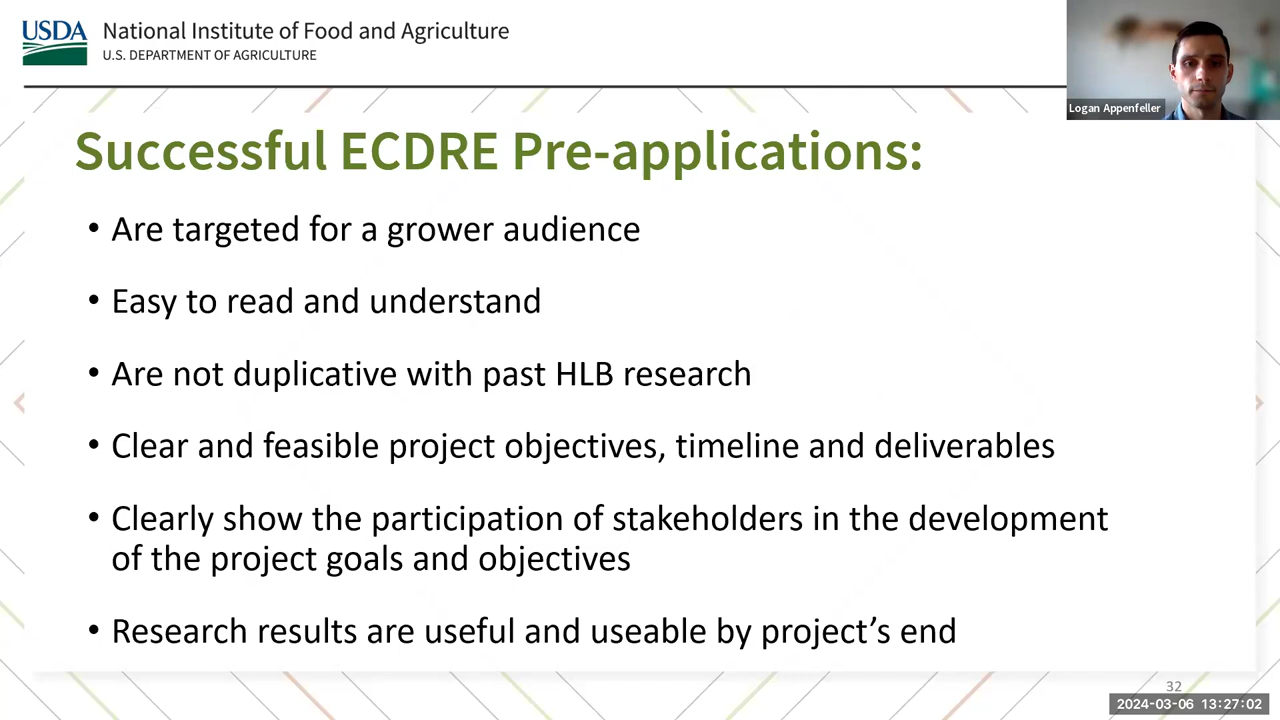 USDA
National Institute of Food and Agriculture
U.S. DEPARTMENT OF AGRICULTURE
Logan Appenfeller
Successful ECDRE Pre-applications:
• Are targeted for a grower audience
• Easy to read and understand
• Are not duplicative with past HLB research
• Clear and feasible project objectives, timeline and deliverables
• Clearly show the participation of stakeholders in the development
of the project goals and objectives
• Research results are useful and useable by project’s end
32
2024-03-06 13:27:02